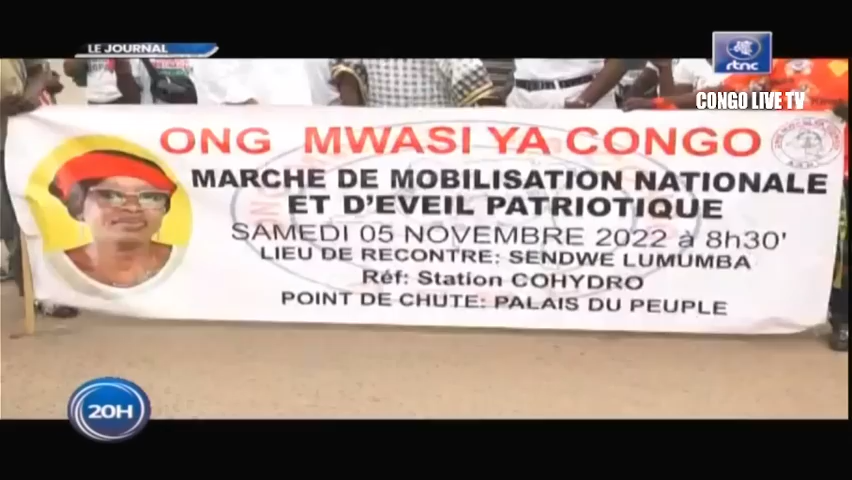 LE JOURNAL
rtnc
CONGO LIVE TV
ONG MWASI YA CONGO
MARCHE DE MOBILISATION NATIONALE
ET D'EVEIL PATRIOTIQUE
SAMEDI 05 NOVEMBRE 2022 à 8h30'
LIEU DE RECONTRE: SENDWE LUMUMBA
Réf: Station COHYDRO
POINT DE CHUTE: PALAIS DU PEUPLE
20H